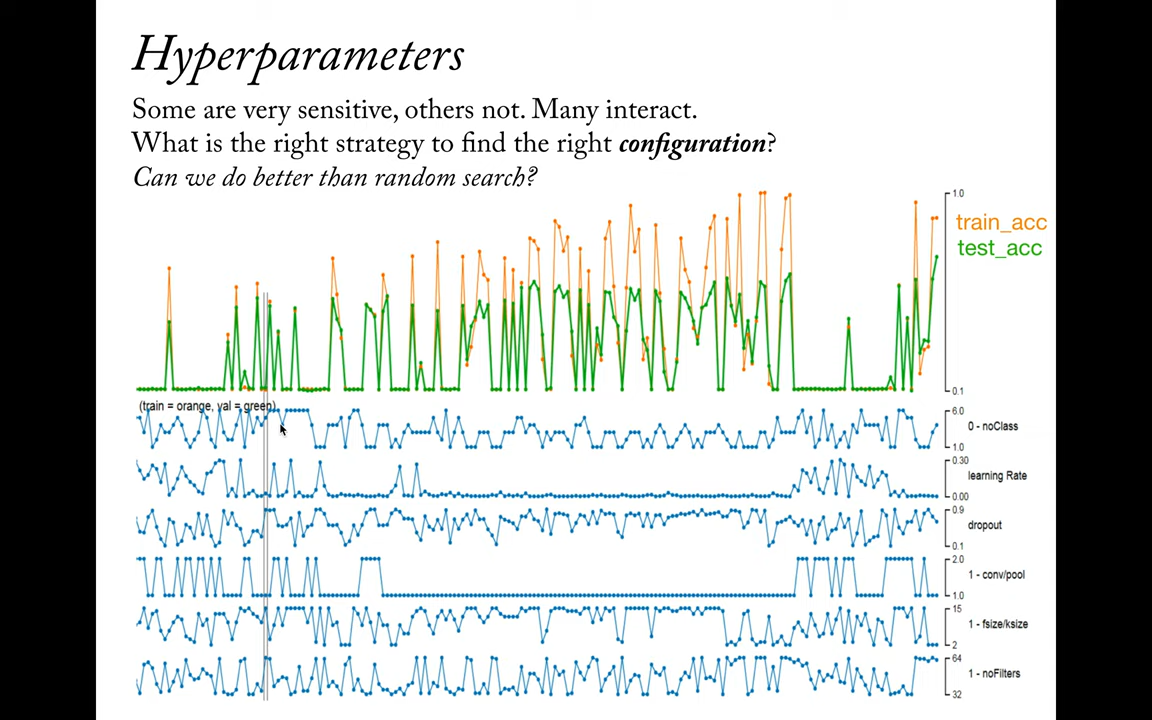 Hyperparameters
Some are very sensitive, others not. Many interact.
What is the right strategy to find the right configuration?
Can we do better than random search?
1.0
train_acc
test_acc
0.1
(train = orange, val = green)
6.0
0 - noClass
1.0
0.30
learning Rate
0.00
0.9
dropout
0.1
2.0
1 - conv/pool
1.0
15
1 - fsize/ksize
2
64
1 - noFilters
32